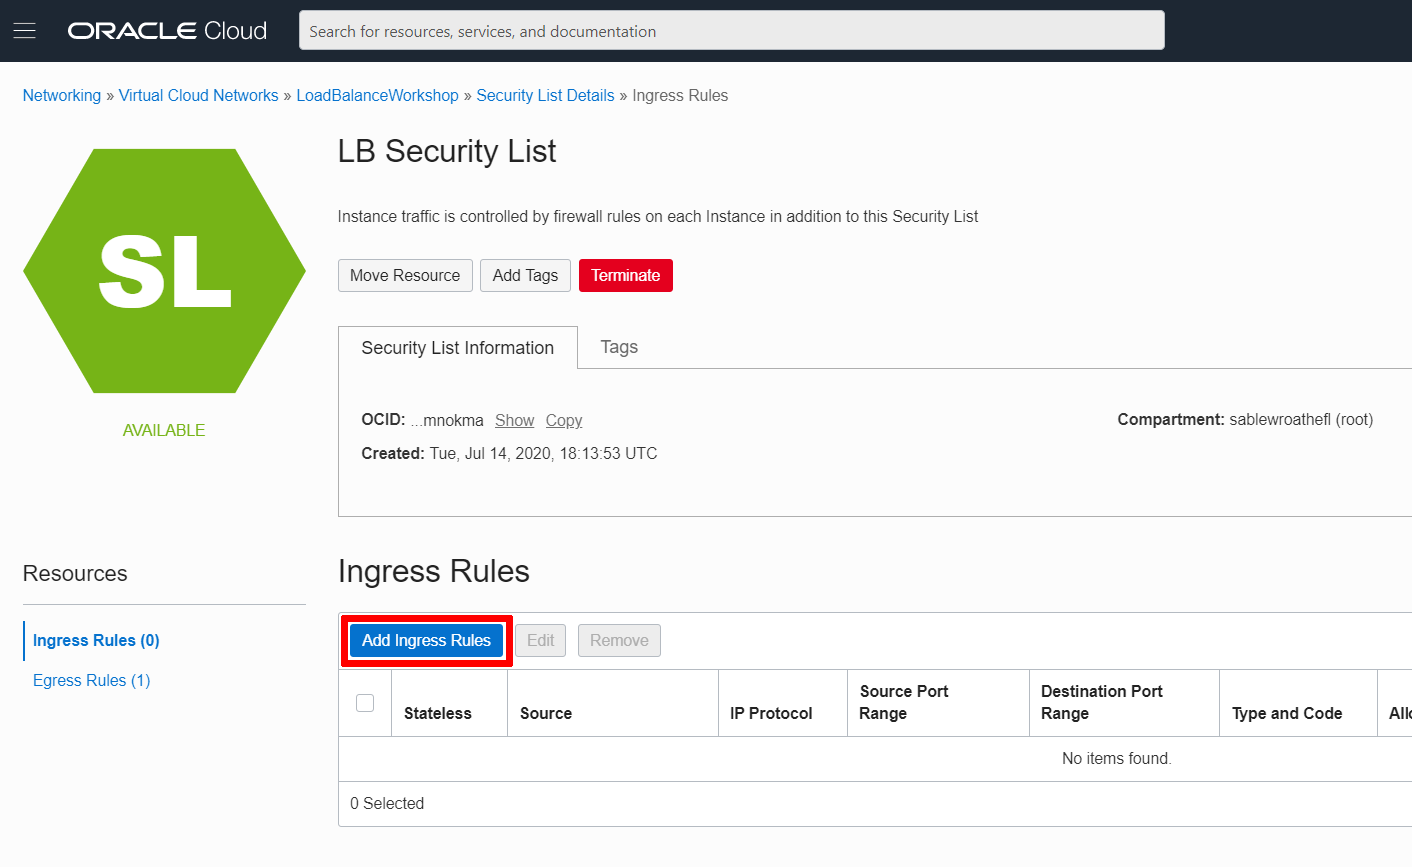 ORACLE Cloud
Search for resources, services, and documentation
Networking » Virtual Cloud Networks » LoadBalanceWorkshop » Security List Details » Ingress Rules
SL
AVAILABLE
LB Security List
Instance traffic is controlled by firewall rules on each Instance in addition to this Security List
Move Resource Add Tags Terminate
Security List Information Tags
OCID: ...mnokma Show Copy Compartment: sablewroathefl (root)
Created: Tue, Jul 14, 2020, 18:13:53 UTC
Resources
Ingress Rules (0)
Egress Rules (1)
Ingress Rules
Add Ingress Rules Edit Remove
Stateless Source IP Protocol Source Port Range Destination Port Range Type and Code
No items found.
0 Selected